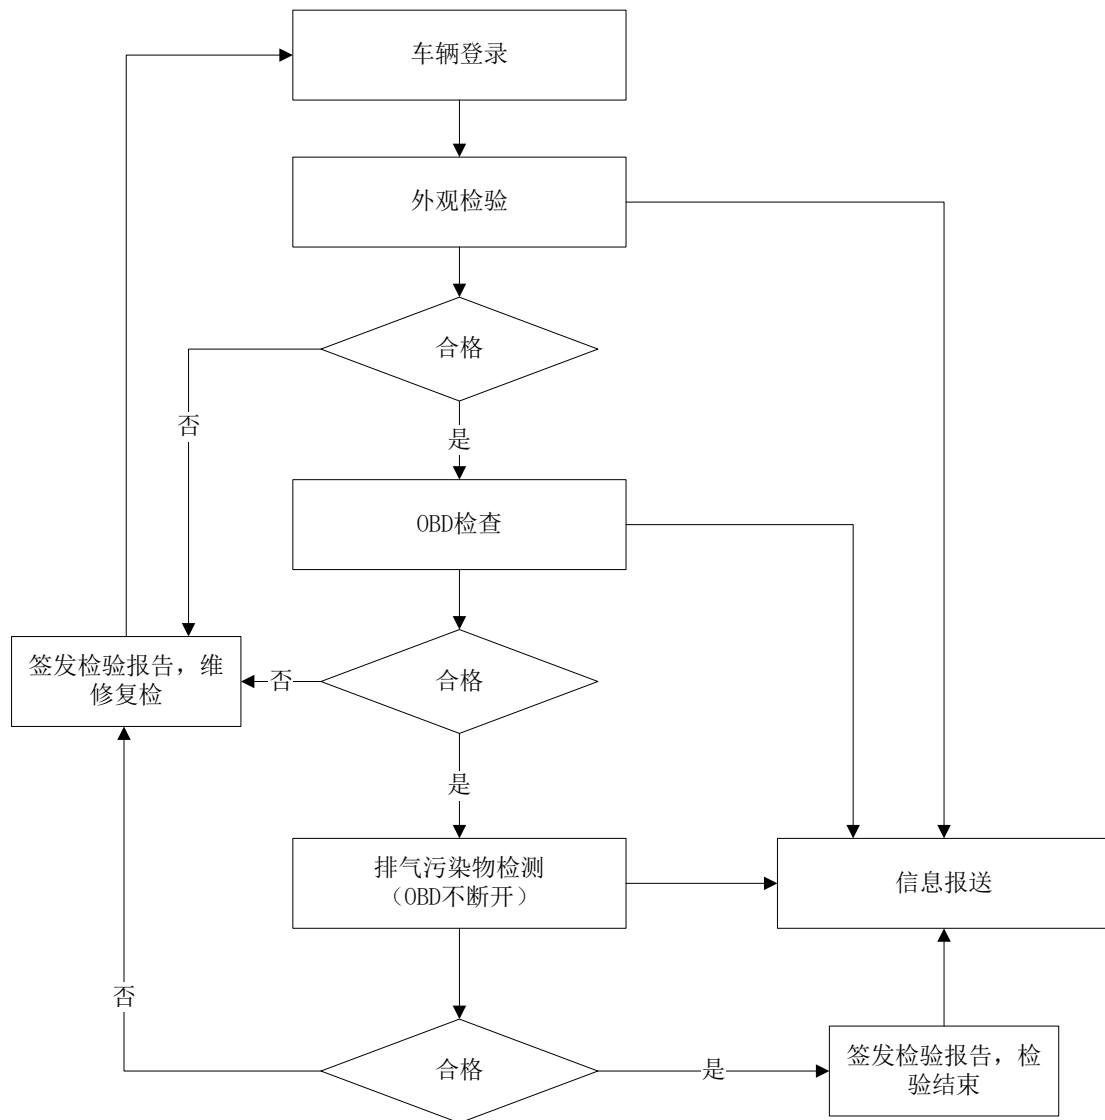 车辆登录
外观检验
合格
否
是
OBD检查
签发检验报告，维
修复检
否
合格
是
排气污染物检测
（OBD不断开）
信息报送
否
合格
是
签发检验报告，检
验结束